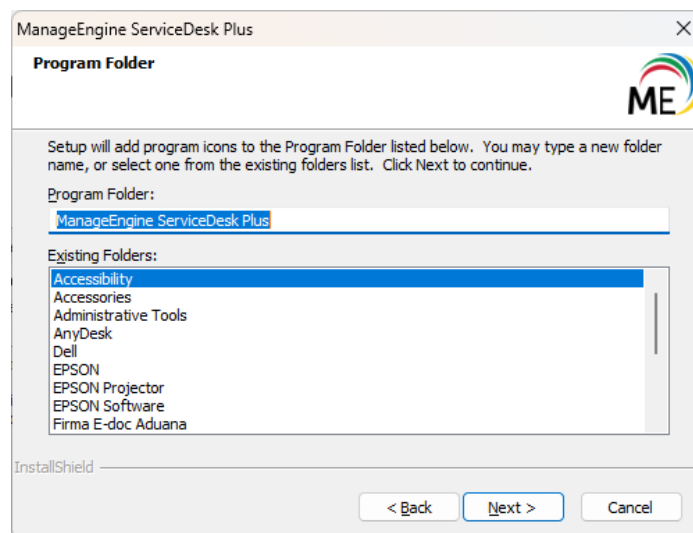 ManageEngine ServiceDesk Plus
Program Folder
ME
Setup will add program icons to the Program Folder listed below. You may type a new folder
name, or select one from the existing folders list. Click Next to continue.
Program Folder:
ManageEngine ServiceDesk Plus
Existing Folders:
Accessibility
Accessories
Administrative Tools
AnyDesk
Dell
EPSON
EPSON Projector
EPSON Software
Firma E-doc Aduana
InstallShield
< Back Next > Cancel